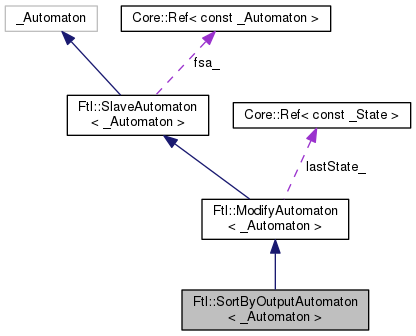 _Automaton
Core::Ref< const _Automaton >
fsa_
Ftl::SlaveAutomaton
< _Automaton >
Core::Ref< const _State >
lastState_
Ftl::ModifyAutomaton
< _Automaton >
Ftl::SortByOutputAutomaton
< _Automaton >